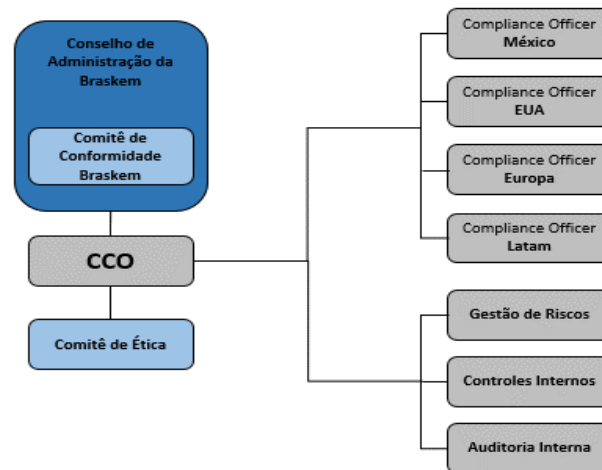 Conselho de
Administração da
Braskem
Comitê de
Conformidade
Braskem
CCO
Comitê de Ética
Compliance Officer
México
Compliance Officer
EUA
Compliance Officer
Europa
Compliance Officer
Latam
Gestão de Riscos
Controles Internos
Auditoria Interna